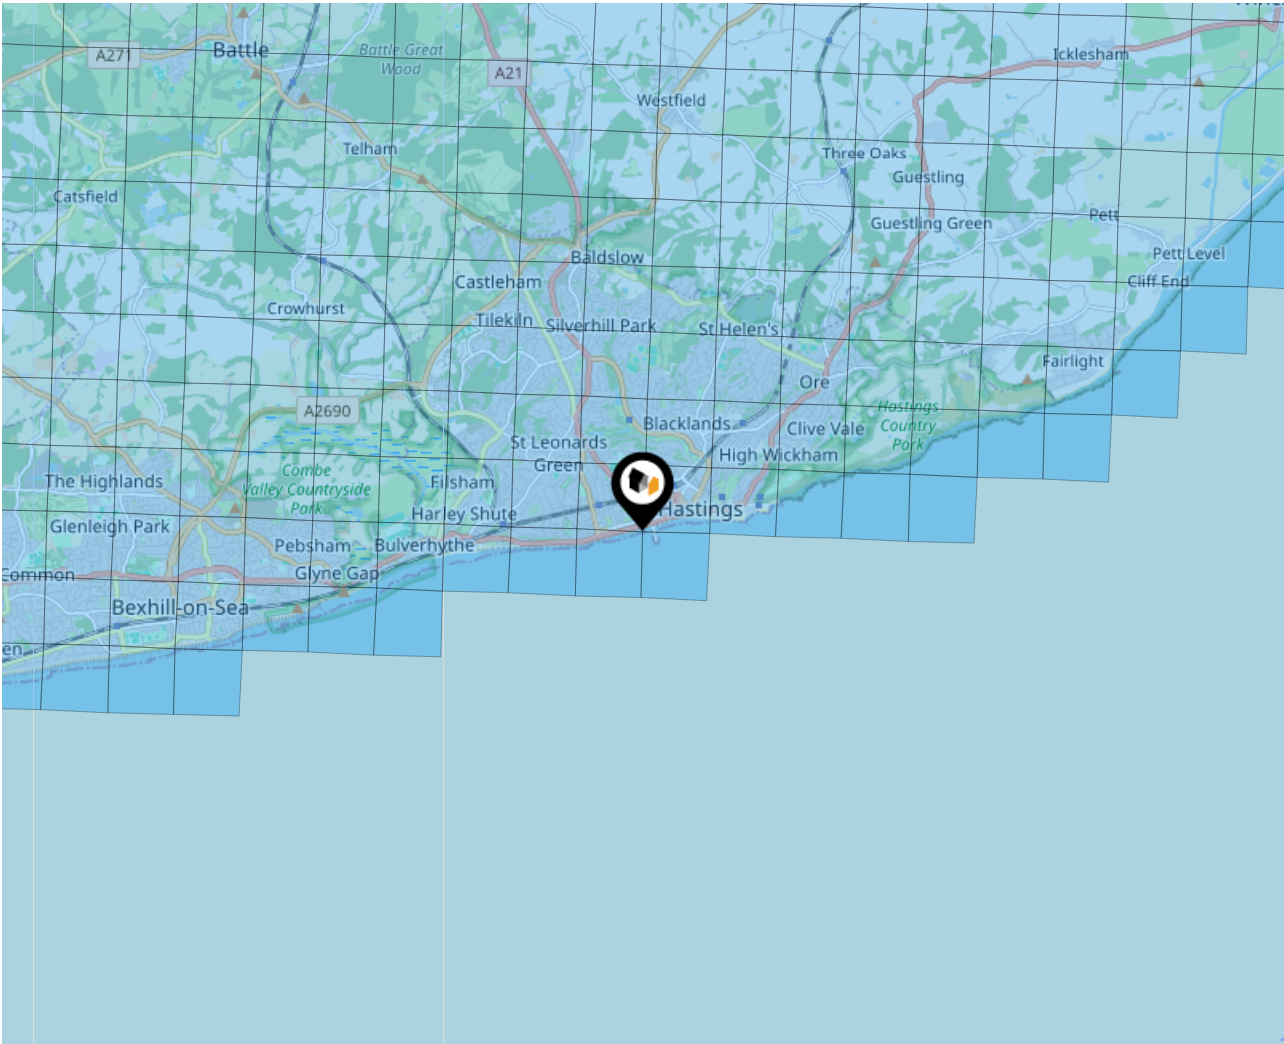 Battle
A271
Battle Great
Wood
A21
Icklesham
Westfield
Telham
Three Oaks
Guestling
Catsfield
Pett
Guestling Green
Baldslow
Pett Level
Castleham
Cliff End
Crowhurst
Tilekiln
Silverhill Park
St Helen's
Fairlight
Ore
A2690
Hastings
Country
Park
Blacklands
Clive Vale
St Leonards
Green
High Wickham
Combe
Valley Countryside
Park
The Highlands
Filsham
Harley Shute
Hastings
Glenleigh Park
Pebsham
Bulverhythe
Common
Glyne Gap
Bexhill-on-Sea
en